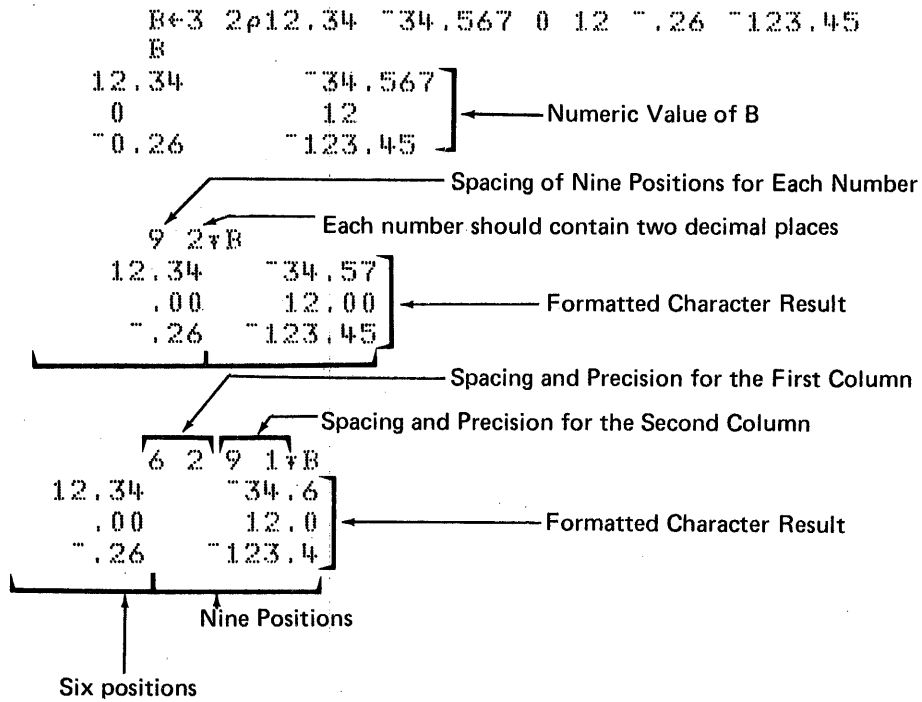 B←3 2⍴12.34 ¯34.567 0 12 ¯.26 ¯123.45
B
12.34 ¯34.567
0 12
¯0.26 ¯123.45
Numeric Value of B
Spacing of Nine Positions for Each Number
Each number should contain two decimal places
9 2⍕B
12.34 ¯34.57
.00 12.00
¯.26 ¯123.45
Formatted Character Result
Spacing and Precision for the First Column
Spacing and Precision for the Second Column
6 2 9 1⍕B
12.34 ¯34.6
.00 12.0
¯.26 ¯123.4
Formatted Character Result
Nine Positions
Six positions